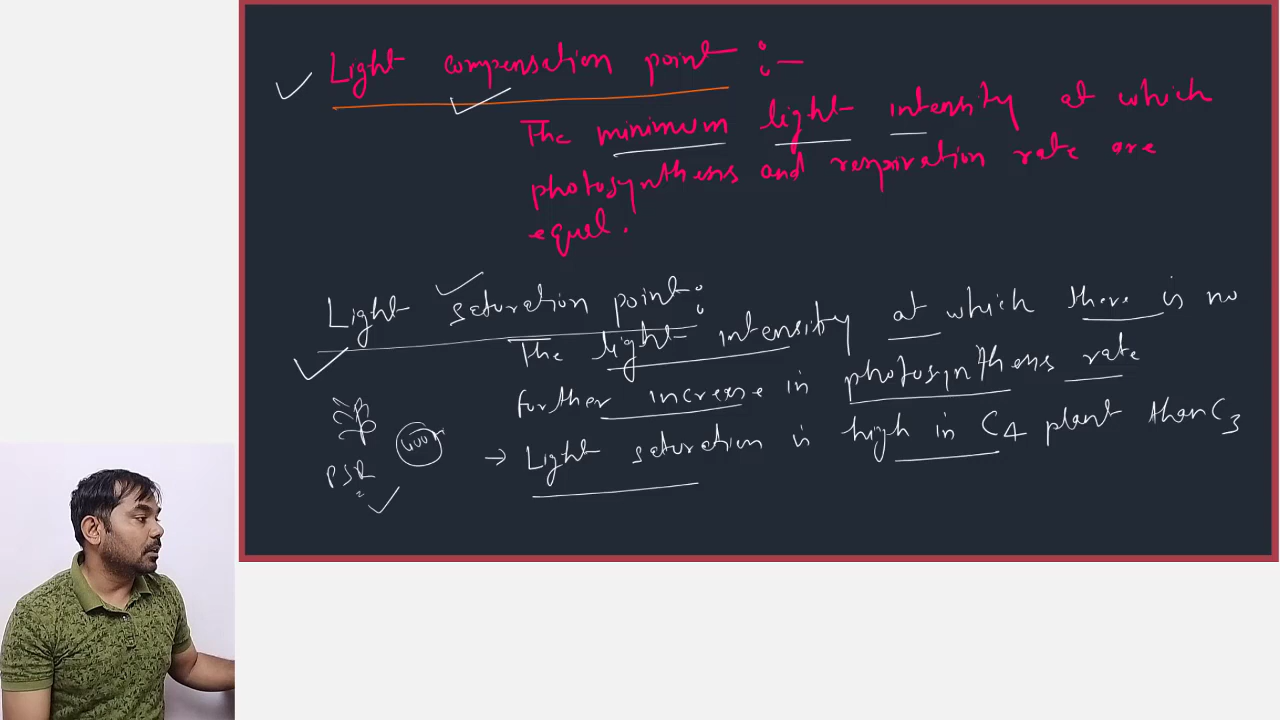 Light compensation point :-
The minimum light intensity at which
photosynthesis and respiration rate are
equal.
Light saturation point :
The light intensity at which there is no
further increase in photosynthesis rate
→ Light saturation is high in C4 plant than C3